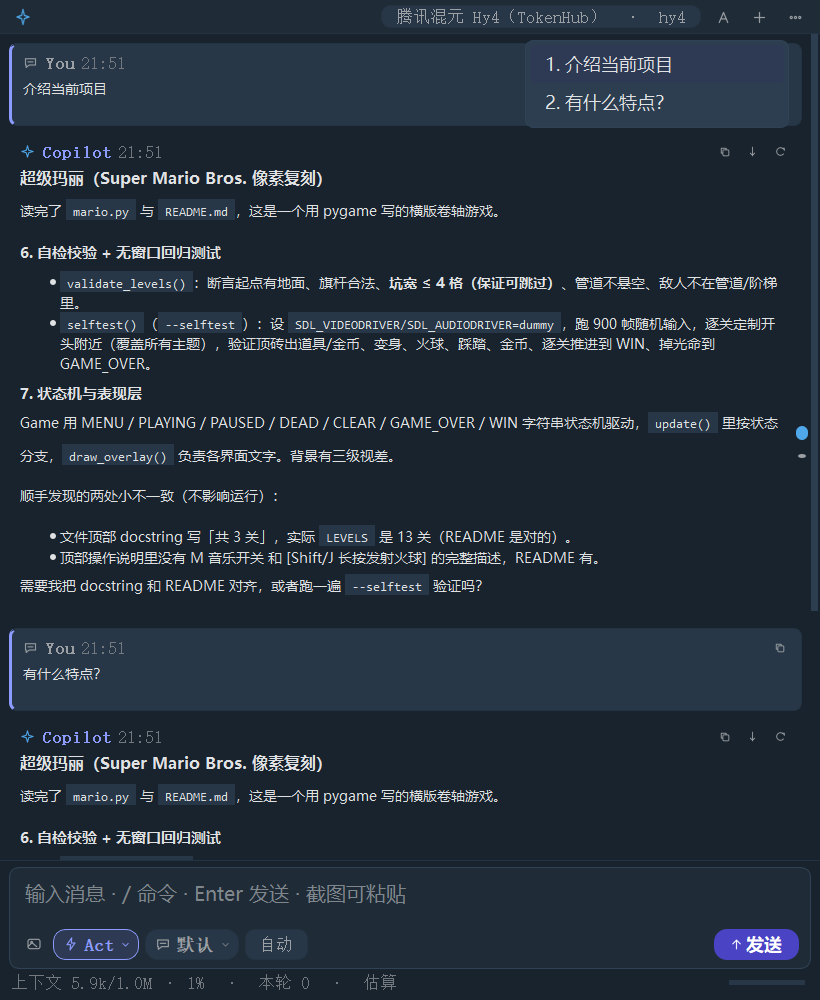 腾讯混元 Hy4（TokenHub） · hy4 A
You 21:51
介绍当前项目
1. 介绍当前项目
2. 有什么特点？
Copilot 21:51
超级玛丽（Super Mario Bros. 像素复刻）
读完了 mario.py 与 README.md，这是一个用 pygame 写的横版卷轴游戏。
6. 自检校验 + 无窗口回归测试
• validate_levels()：断言起点有地面、旗杆合法、坑宽 ≤ 4 格（保证可跳过）、管道不悬空、敌人不在管道/阶梯
里。
• selftest()（--selftest）：设 SDL_VIDEODRIVER/SDL_AUDIODRIVER=dummy，跑 900 帧随机输入，逐关定制开
头附近（覆盖所有主题），验证顶砖出道具/金币、变身、火球、踩踏、金币、逐关推进到 WIN、掉光命到
GAME_OVER。
7. 状态机与表现层
Game 用 MENU / PLAYING / PAUSED / DEAD / CLEAR / GAME_OVER / WIN 字符串状态机驱动，update() 里按状态
分支，draw_overlay() 负责各界面文字。背景有三级视差。
顺手发现的两处小不一致（不影响运行）：
• 文件顶部 docstring 写「共 3 关」，实际 LEVELS 是 13 关（README 是对的）。
• 顶部操作说明里没有 M 音乐开关 和 [Shift/J 长按发射火球] 的完整描述，README 有。
需要我把 docstring 和 README 对齐，或者跑一遍 --selftest 验证吗？
You 21:51
有什么特点？
Copilot 21:51
超级玛丽（Super Mario Bros. 像素复刻）
读完了 mario.py 与 README.md，这是一个用 pygame 写的横版卷轴游戏。
6. 自检校验 + 无窗口回归测试
输入消息 · / 命令 · Enter 发送 · 截图可粘贴
Act 默认 自动 ↑发送
上下文 5.9k/1.0M · 1% · 本轮 0 · 估算